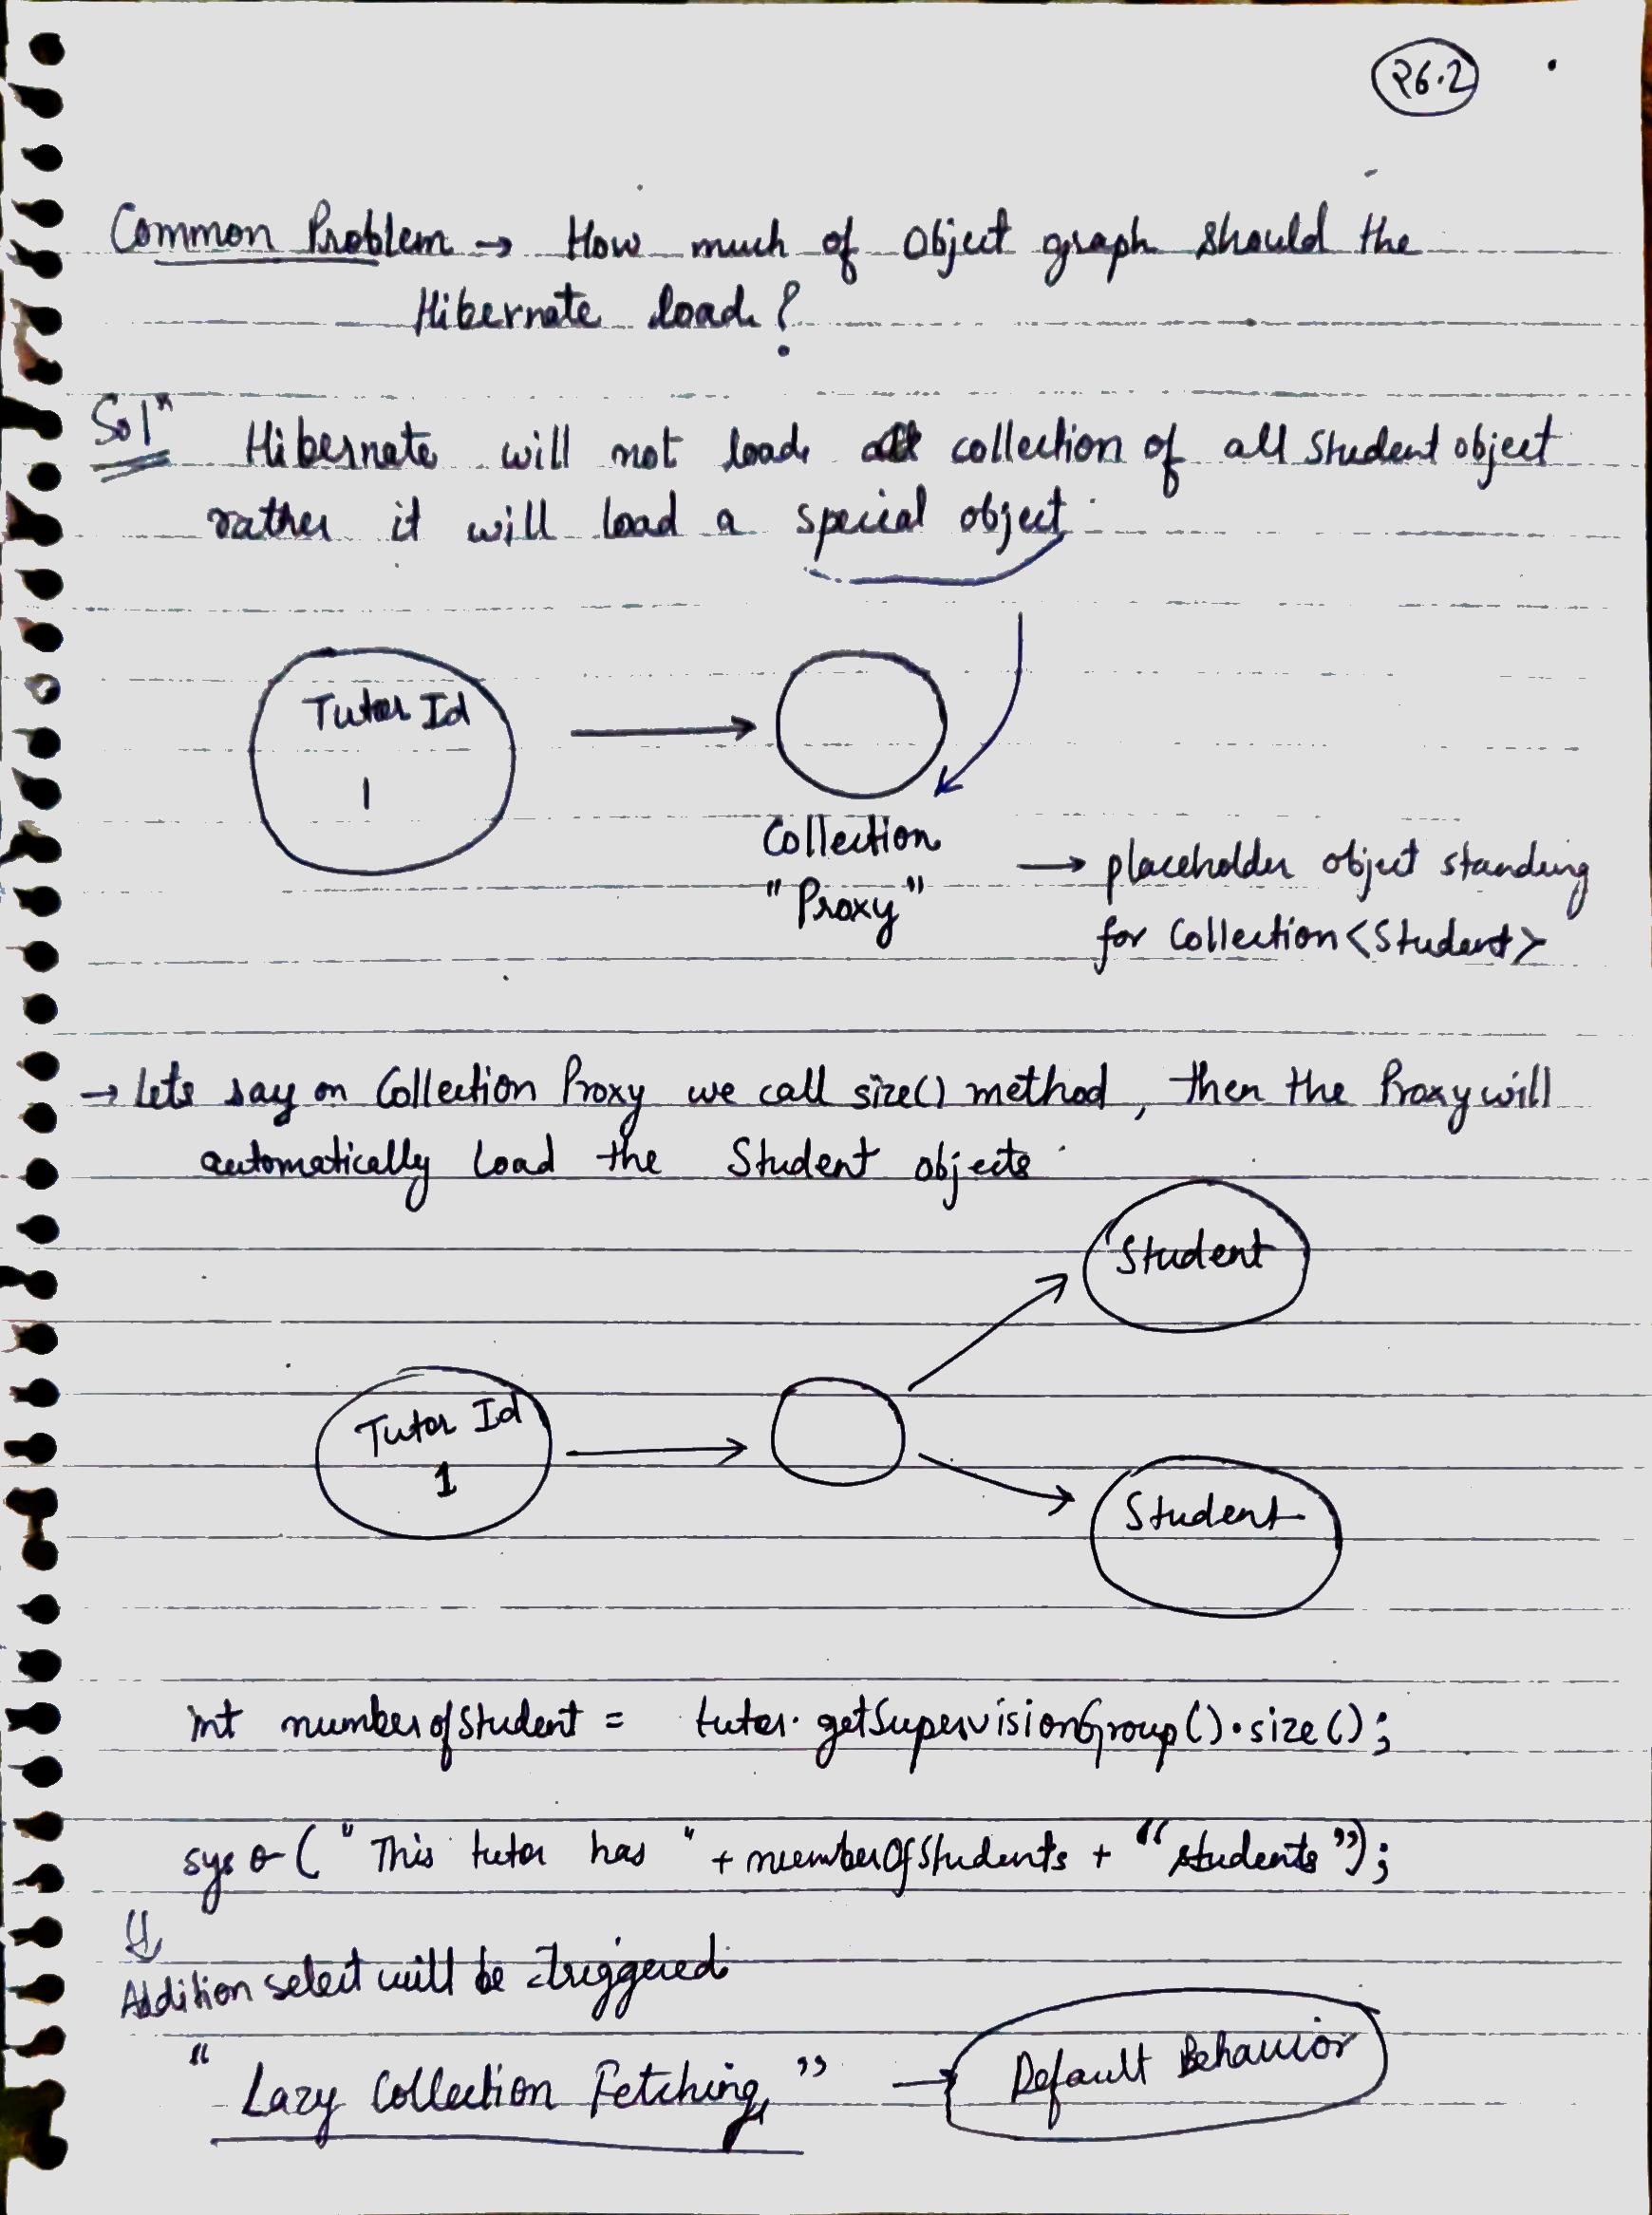 26.2
Common Problem → How much of Object graph should the
Hibernate load?
Solⁿ Hibernate will not load collection of all Student object
rather it will load a special object.
Tutor Id
1
Collection
"Proxy"
→ placeholder object standing
for Collection<Student>
→ Lets say on Collection Proxy we call size() method, then the Proxy will
automatically load the Student objects.
Student
Tutor Id
1
Student
int numberofStudent = tutor.getSupervisionGroup().size();
syso("This tutor has " + numberOfStudents + "students");
⇓
Addition select will be triggered
"Lazy Collection Fetching" → Default Behavior